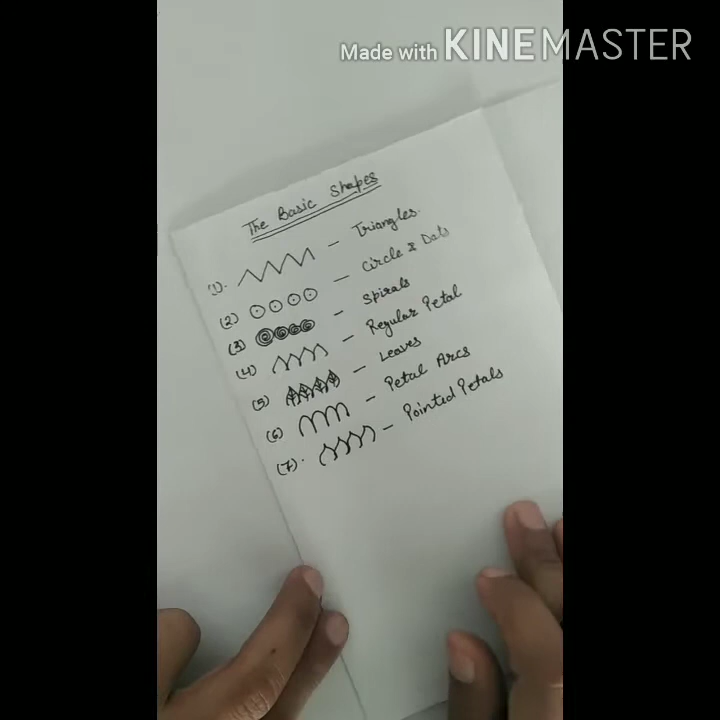 Made with KINEMASTER
The Basic Shapes
(1). – Triangles.
(2) – Circle & Dots
(3) – Spirals
(4) – Regular Petal
(5) – Leaves
(6) – Petal Arcs
(7). – Pointed Petals